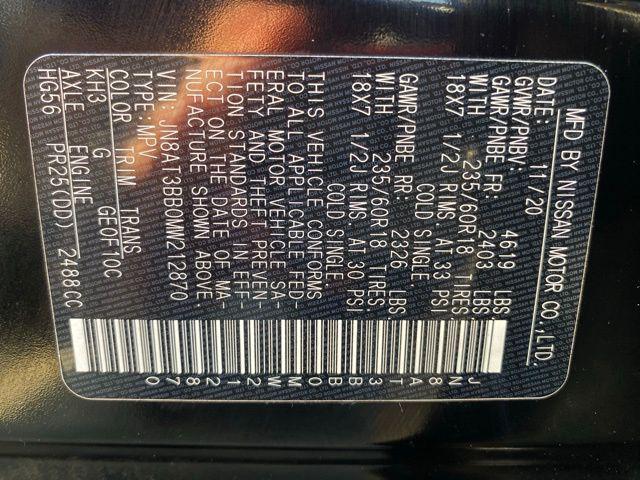 MFD BY NISSAN MOTOR CO.,LTD.
DATE: 11/20
GVWR/PNBV: 4619 LBS
GAWR/PNBE FR: 2403 LBS
WITH 235/60R18 TIRES,
18X7 1/2J RIMS, AT 33 PSI
COLD SINGLE.
GAWR/PNBE RR: 2326 LBS
WITH 235/60R18 TIRES,
18X7 1/2J RIMS, AT 30 PSI
COLD SINGLE.
THIS VEHICLE CONFORMS
TO ALL APPLICABLE FED-
ERAL MOTOR VEHICLE SA-
FETY AND THEFT PREVEN-
TION STANDARDS IN EFF-
ECT ON THE DATE OF MA-
NUFACTURE SHOWN ABOVE.
VIN: JN8AT3BB0MW212870
TYPE: MPV
COLOR TRIM TRANS
KH3 G GEOF10C
AXLE ENGINE
HG56 PR25(DD) 2488CC
JN8AT3BB0MW212870